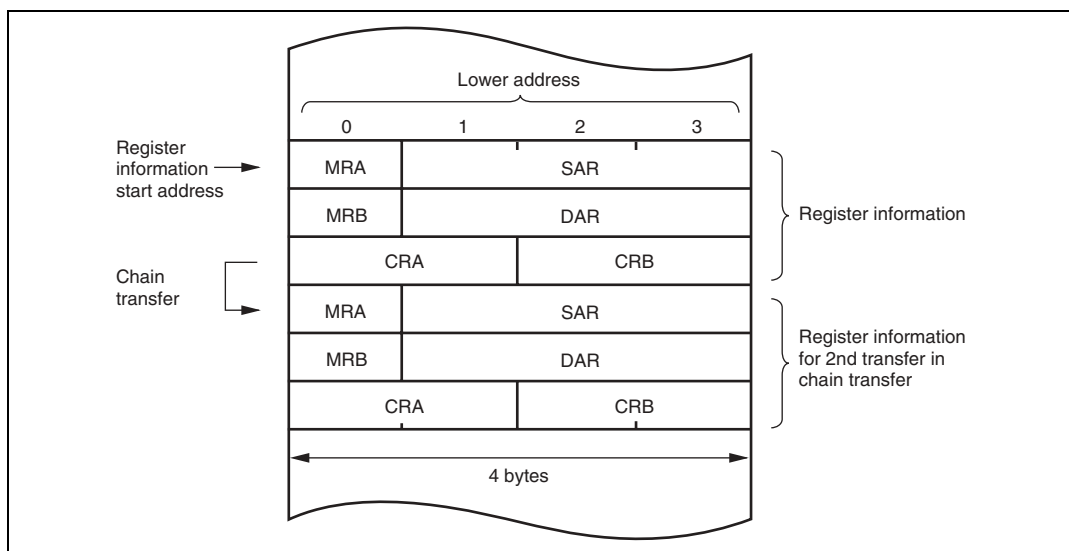 Lower address
0 1 2 3
Register
information
start address
MRA SAR
MRB DAR
CRA CRB
Register information
Chain
transfer
MRA SAR
MRB DAR
CRA CRB
Register information
for 2nd transfer in
chain transfer
4 bytes